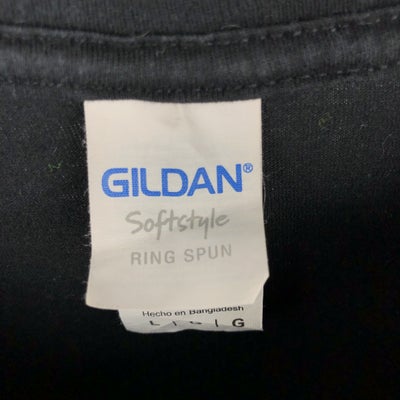 GILDAN®
Softstyle
RING SPUN
Hecho en Bangladesh
L / G / G